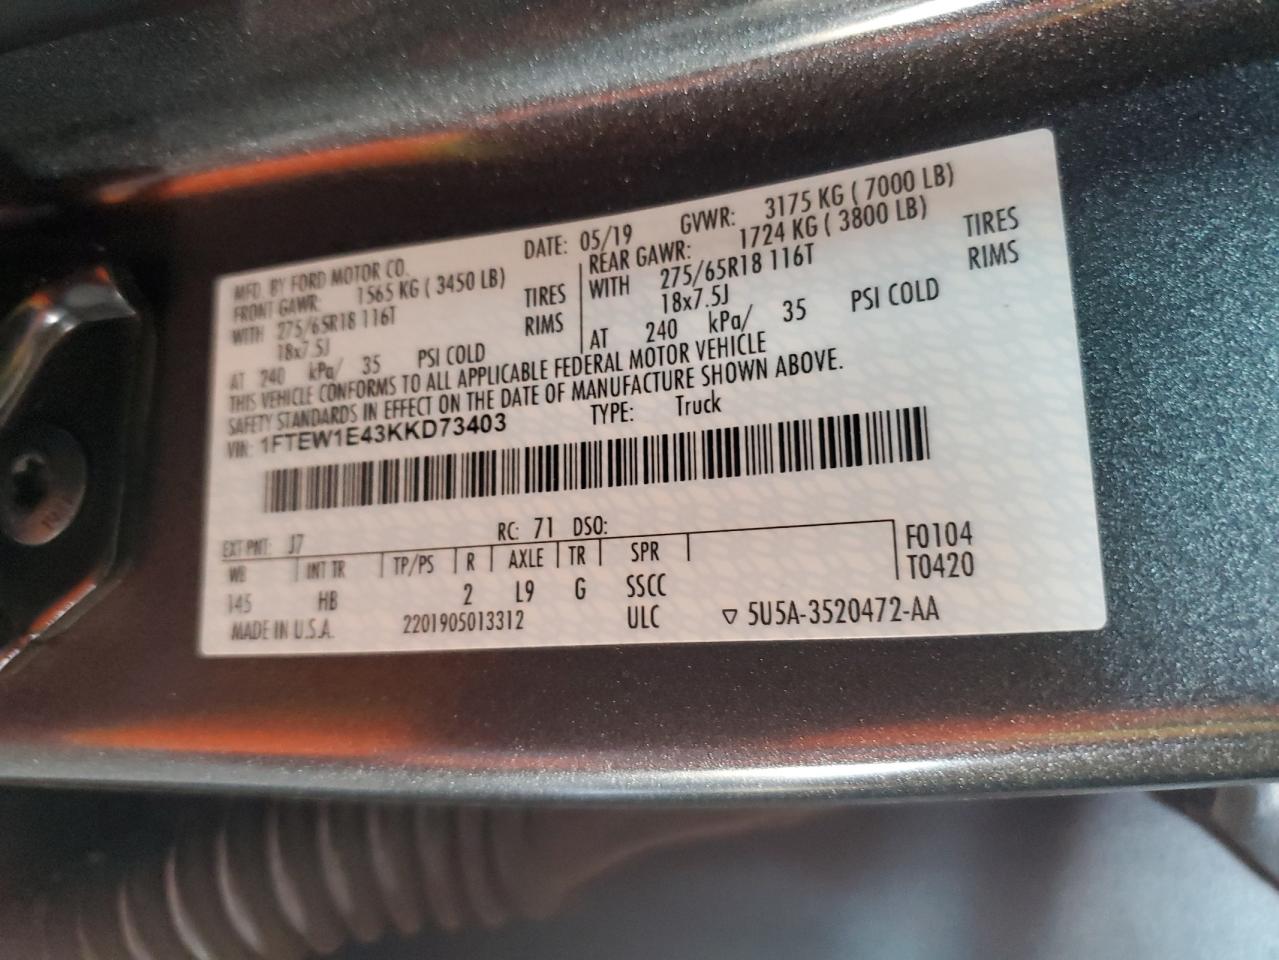 MFD. BY FORD MOTOR CO. DATE: 05/19 GVWR: 3175 KG ( 7000 LB)
FRONT GAWR: 1565 KG ( 3450 LB) REAR GAWR: 1724 KG ( 3800 LB)
WITH 275/65R18 116T TIRES WITH 275/65R18 116T TIRES
18x7.5J RIMS 18x7.5J RIMS
AT 240 kPa/ 35 PSI COLD AT 240 kPa/ 35 PSI COLD
THIS VEHICLE CONFORMS TO ALL APPLICABLE FEDERAL MOTOR VEHICLE
SAFETY STANDARDS IN EFFECT ON THE DATE OF MANUFACTURE SHOWN ABOVE.
VIN: 1FTEW1E43KKD73403 TYPE: Truck
EXT PNT: J7 RC: 71 DSO: F0104
WB INT TR TP/PS R AXLE TR SPR T0420
145 HB 2 L9 G SSCC
MADE IN U.S.A. 2201905013312 ULC ▽ 5U5A-3520472-AA